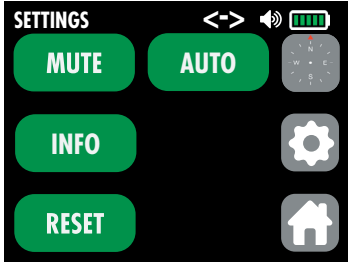 SETTINGS <->
MUTE AUTO
N
W E
S
INFO
RESET